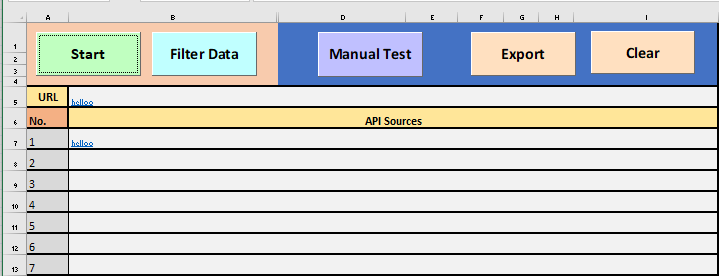 A B D E F G H I
1 Start Filter Data Manual Test Export Clear
2
3
4
5 URL helloo
6 No. API Sources
7 1 helloo
8 2
9 3
10 4
11 5
12 6
13 7